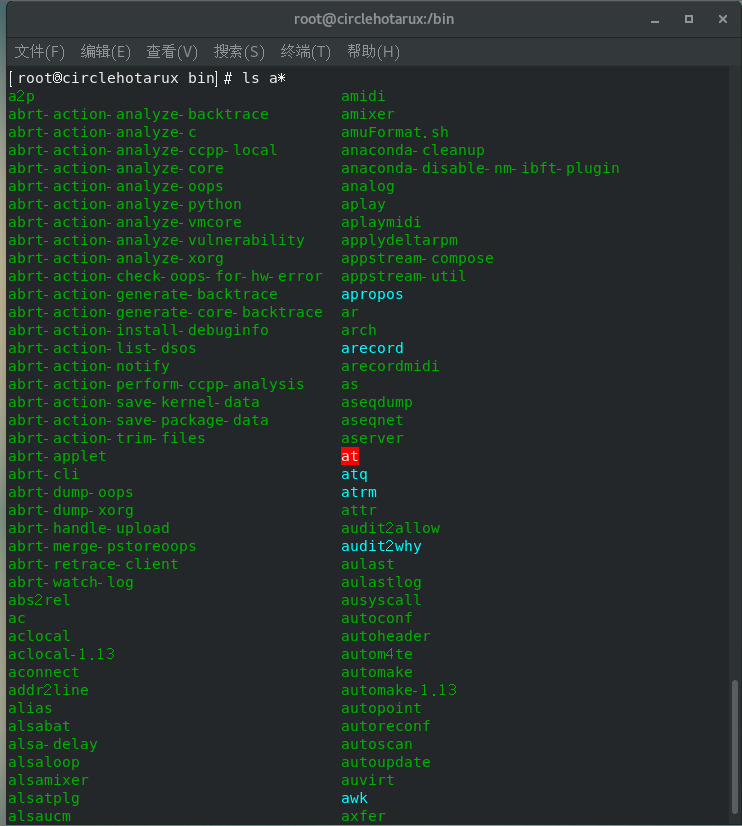 root@circlehotarux:/bin
文件(F) 编辑(E) 查看(V) 搜索(S) 终端(T) 帮助(H)
[root@circlehotarux bin]# ls a*
a2p amidi
abrt-action-analyze-backtrace amixer
abrt-action-analyze-c amuFormat.sh
abrt-action-analyze-ccpp-local anaconda-cleanup
abrt-action-analyze-core anaconda-disable-nm-ibft-plugin
abrt-action-analyze-oops analog
abrt-action-analyze-python aplay
abrt-action-analyze-vmcore aplaymidi
abrt-action-analyze-vulnerability applydeltarpm
abrt-action-analyze-xorg appstream-compose
abrt-action-check-oops-for-hw-error appstream-util
abrt-action-generate-backtrace apropos
abrt-action-generate-core-backtrace ar
abrt-action-install-debuginfo arch
abrt-action-list-dsos arecord
abrt-action-notify arecordmidi
abrt-action-perform-ccpp-analysis as
abrt-action-save-kernel-data aseqdump
abrt-action-save-package-data aseqnet
abrt-action-trim-files aserver
abrt-applet at
abrt-cli atq
abrt-dump-oops atrm
abrt-dump-xorg attr
abrt-handle-upload audit2allow
abrt-merge-pstoreoops audit2why
abrt-retrace-client aulast
abrt-watch-log aulastlog
abs2rel ausyscall
ac autoconf
aclocal autoheader
aclocal-1.13 autom4te
aconnect automake
addr2line automake-1.13
alias autopoint
alsabat autoreconf
alsa-delay autoscan
alsaloop autoupdate
alsamixer auvirt
alsatplg awk
alsaucm axfer